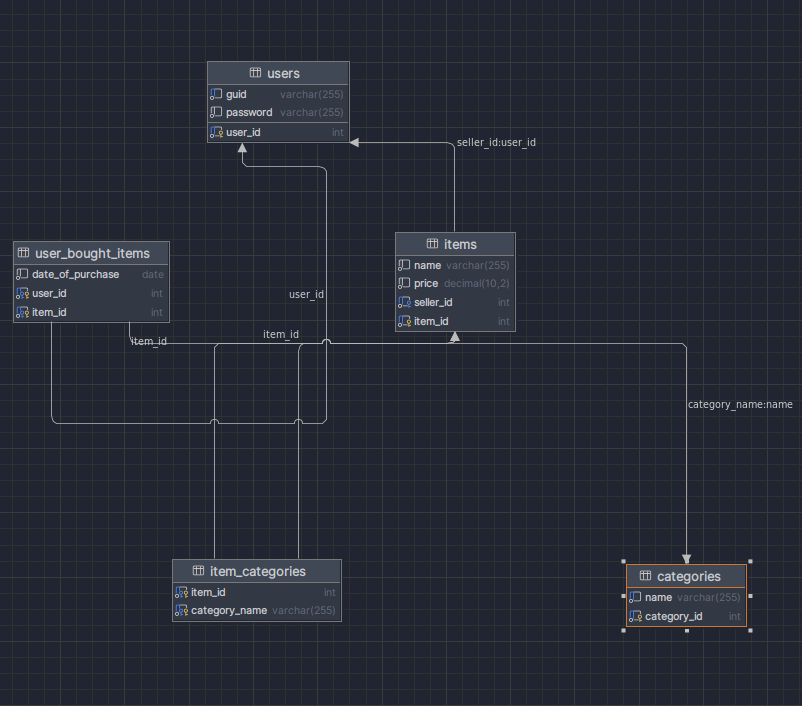 users
guid varchar(255)
password varchar(255)
user_id int
seller_id:user_id
items
name varchar(255)
price decimal(10,2)
seller_id int
item_id int
user_bought_items
date_of_purchase date
user_id int
item_id int
user_id
item_id
item_id
category_name:name
item_categories
item_id int
category_name varchar(255)
categories
name varchar(255)
category_id int